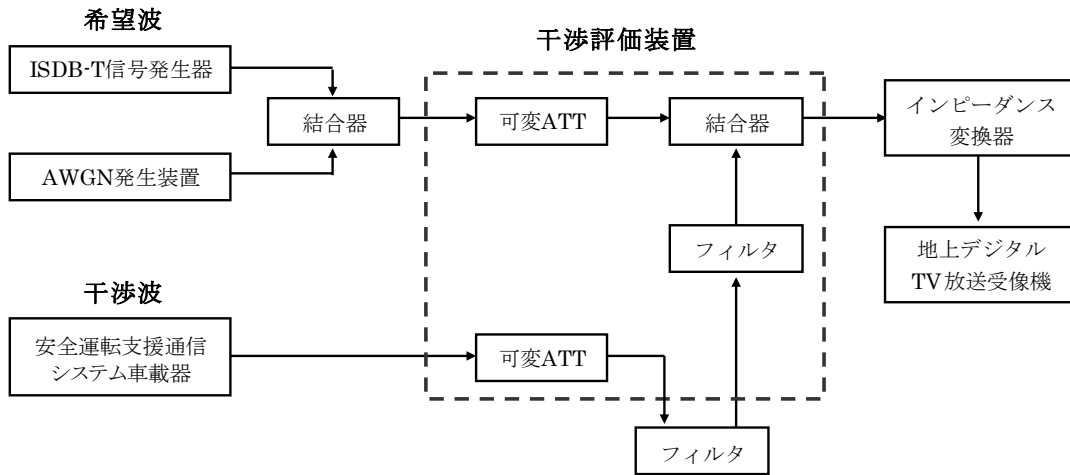 希望波
ISDB-T信号発生器
AWGN発生装置
結合器
干渉評価装置
可変ATT
結合器
インピーダンス
変換器
フィルタ
地上デジタル
TV放送受像機
干渉波
安全運転支援通信
システム車載器
可変ATT
フィルタ